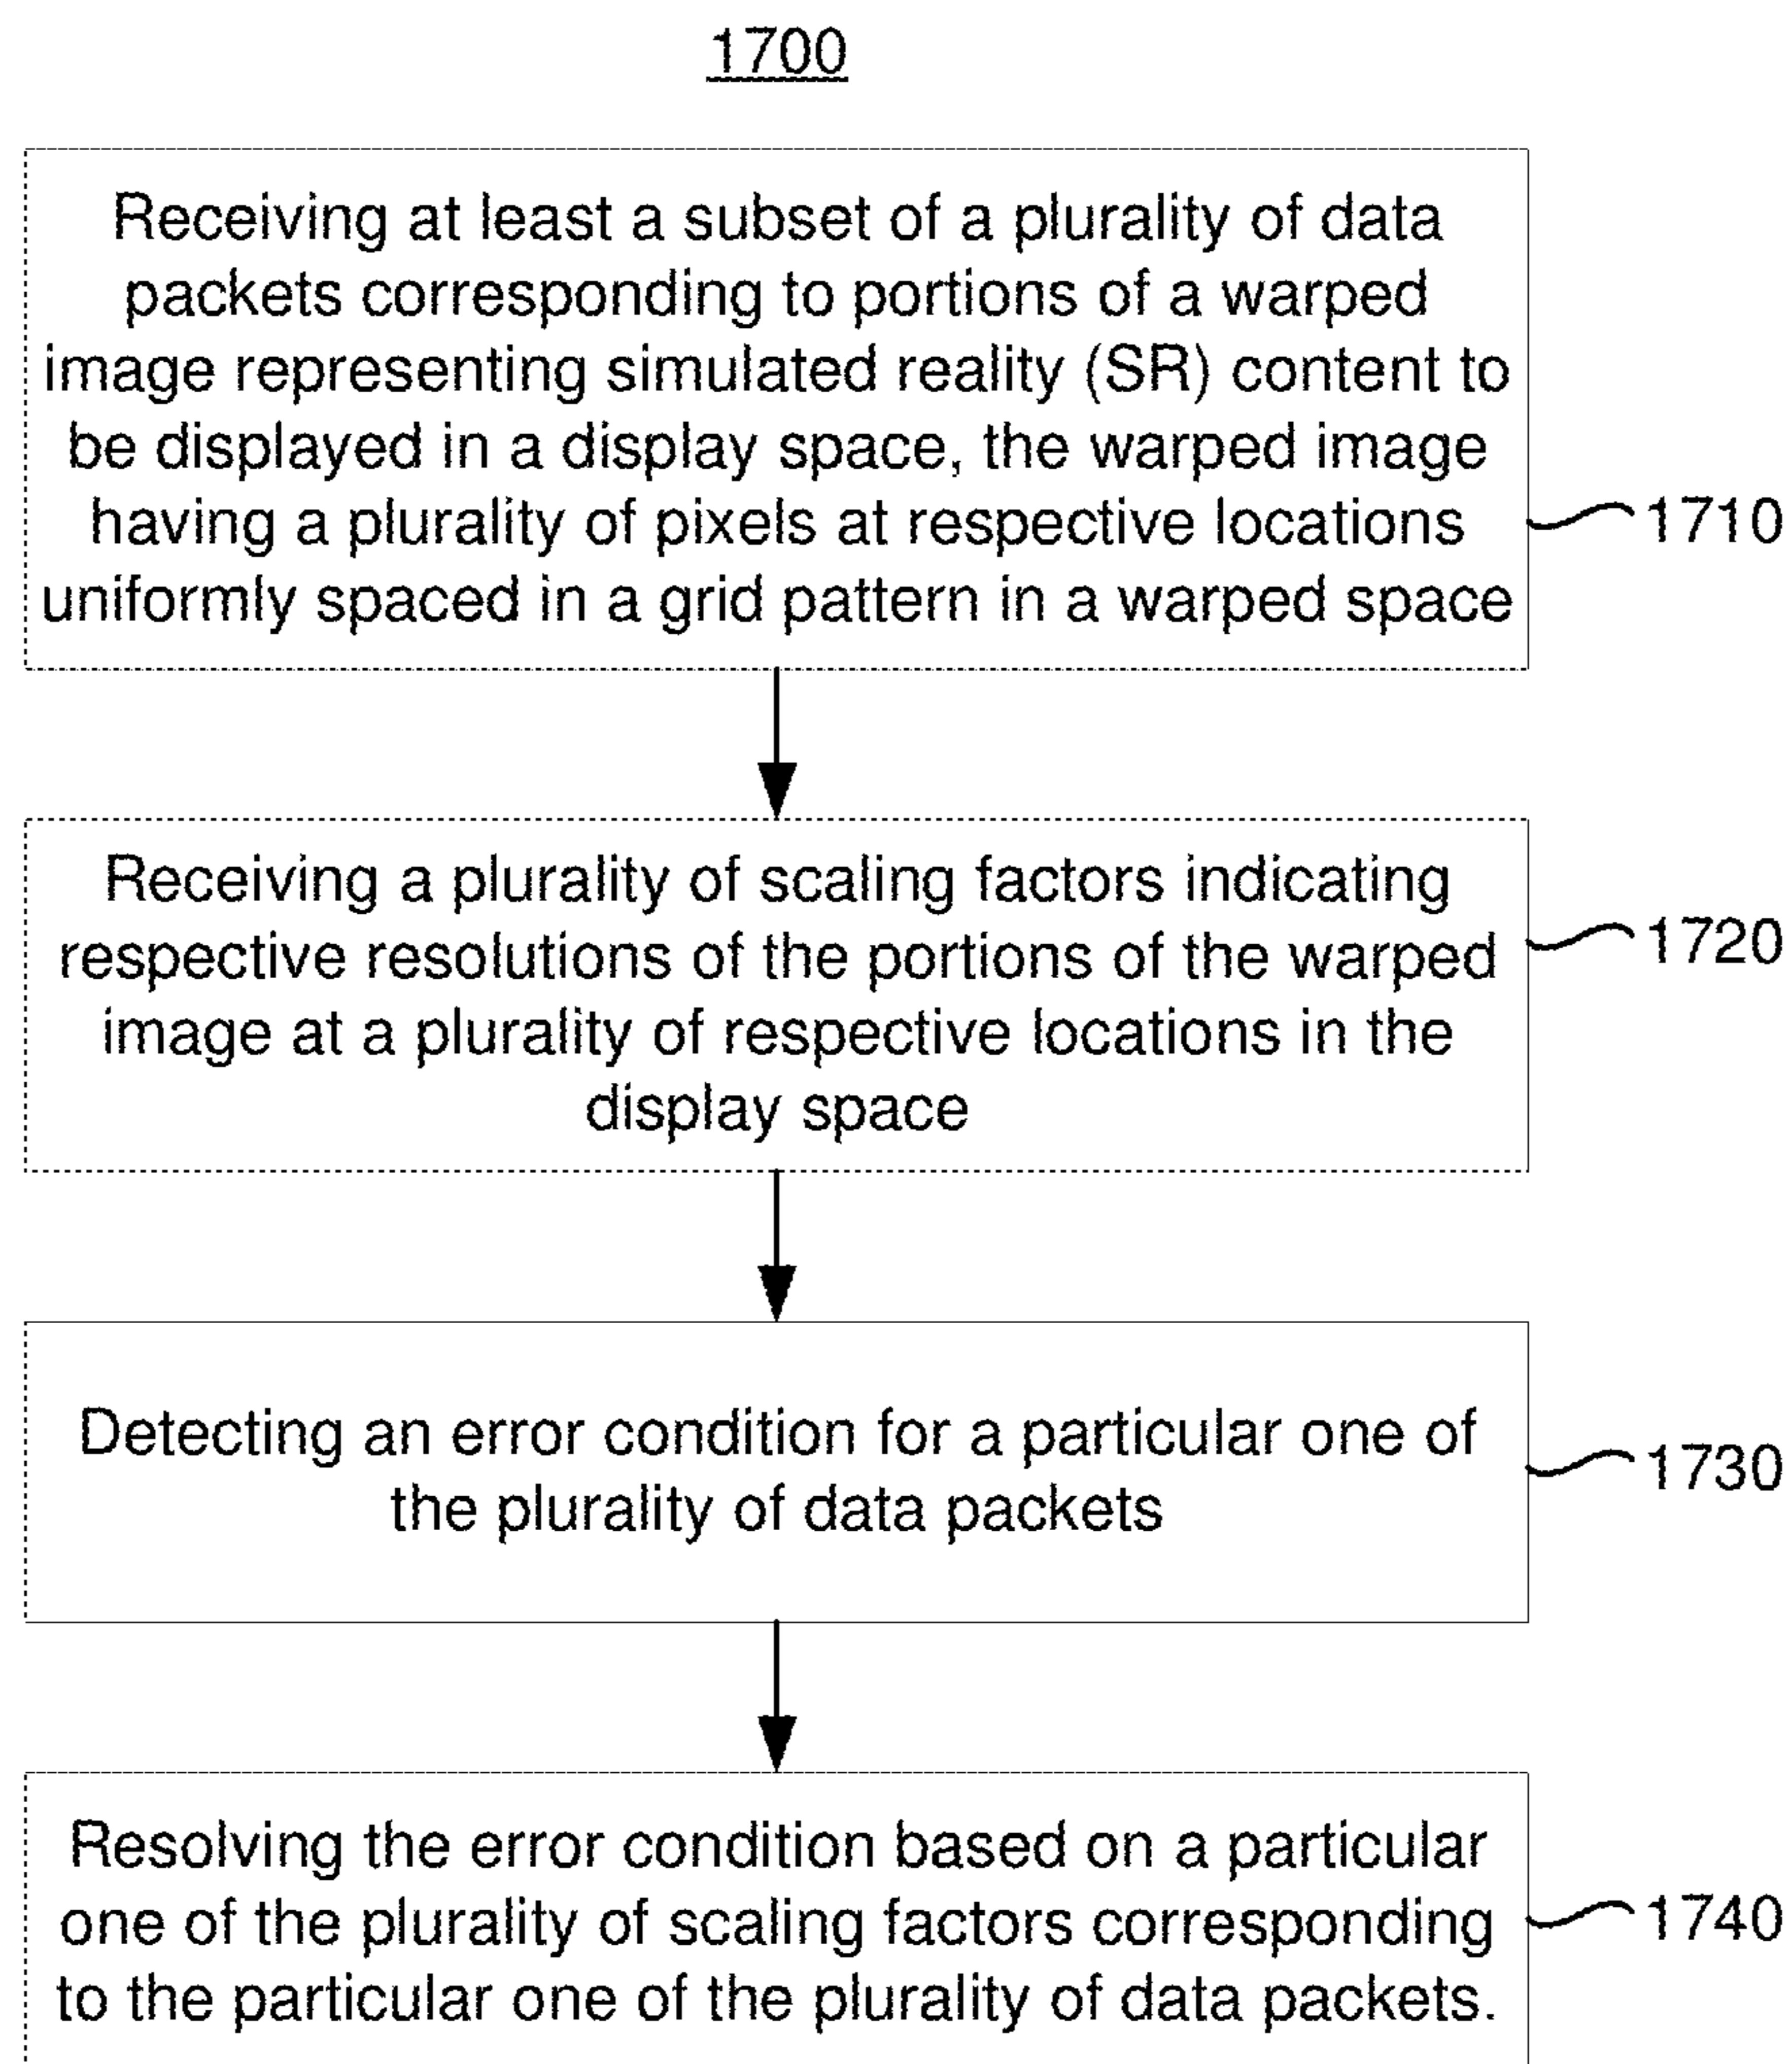 1700
Receiving at least a subset of a plurality of data
packets corresponding to portions of a warped
image representing simulated reality (SR) content to
be displayed in a display space, the warped image
having a plurality of pixels at respective locations
uniformly spaced in a grid pattern in a warped space
1710
Receiving a plurality of scaling factors indicating
respective resolutions of the portions of the warped
image at a plurality of respective locations in the
display space
1720
Detecting an error condition for a particular one of
the plurality of data packets
1730
Resolving the error condition based on a particular
one of the plurality of scaling factors corresponding
to the particular one of the plurality of data packets.
1740